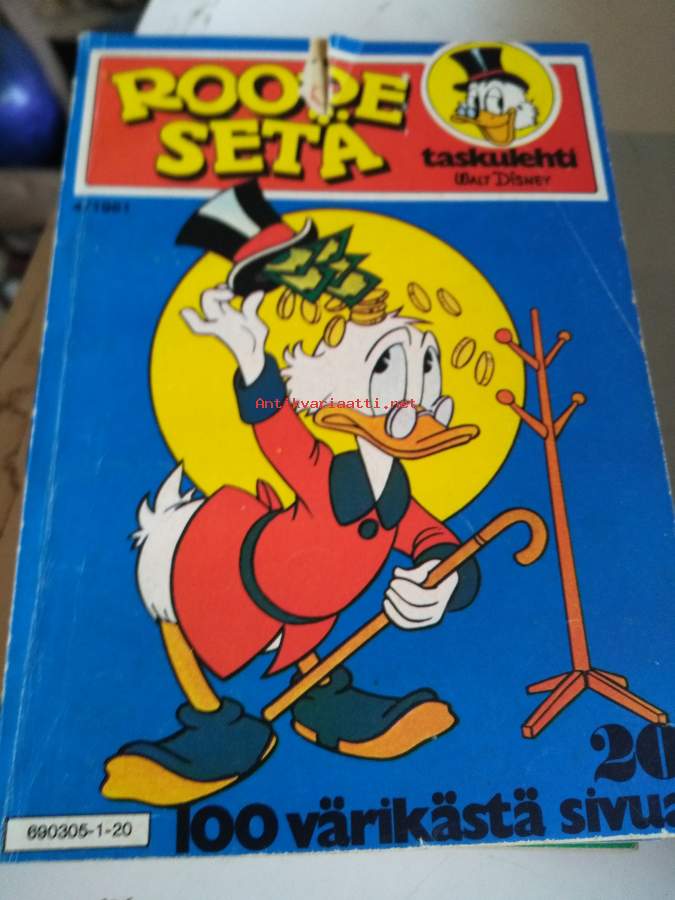 ROOPE
SETÄ
taskulehti
WALT DISNEY
4/1981
Antikvariaatti.net
20
100 värikästä sivua
690305-1-20